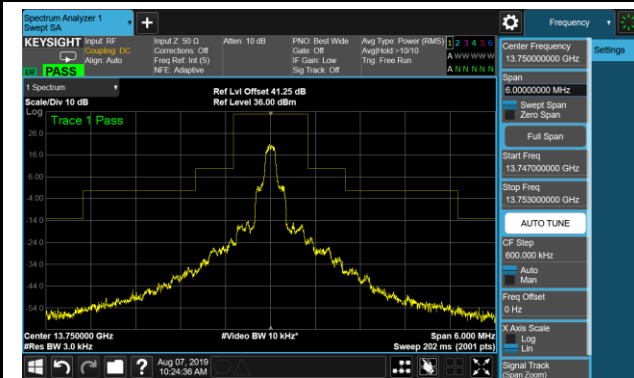 Spectrum Analyzer 1
Swept SA
+
Frequency
KEYSIGHT
Input: RF
Coupling: DC
Align: Auto
Input Z: 50 Ω
Corrections: Off
Freq Ref: Int (S)
NFE: Adaptive
Atten: 10 dB
PNO: Best Wide
Gate: Off
IF Gain: Low
Sig Track: Off
Avg Type: Power (RMS)
Avg|Hold:>10/10
Trig: Free Run
1 2 3 4 5 6
A W W W W W
A N N N N N
PASS
Center Frequency
13.750000000 GHz
Settings
1 Spectrum
Scale/Div 10 dB
Ref Lvl Offset 41.25 dB
Ref Level 36.00 dBm
Span
6.00000000 MHz
Swept Span
Zero Span
Log
Trace 1 Pass
26.0
16.0
6.00
-4.00
-14.0
-24.0
-34.0
-44.0
-54.0
Full Span
Start Freq
13.747000000 GHz
Stop Freq
13.753000000 GHz
AUTO TUNE
CF Step
600.000 kHz
Auto
Man
Freq Offset
0 Hz
X Axis Scale
Log
Lin
Signal Track
(Span Zoom)
Center 13.750000 GHz
#Video BW 10 kHz*
Span 6.000 MHz
#Res BW 3.0 kHz
Sweep 202 ms (2001 pts)
?
Aug 07, 2019
10:24:36 AM